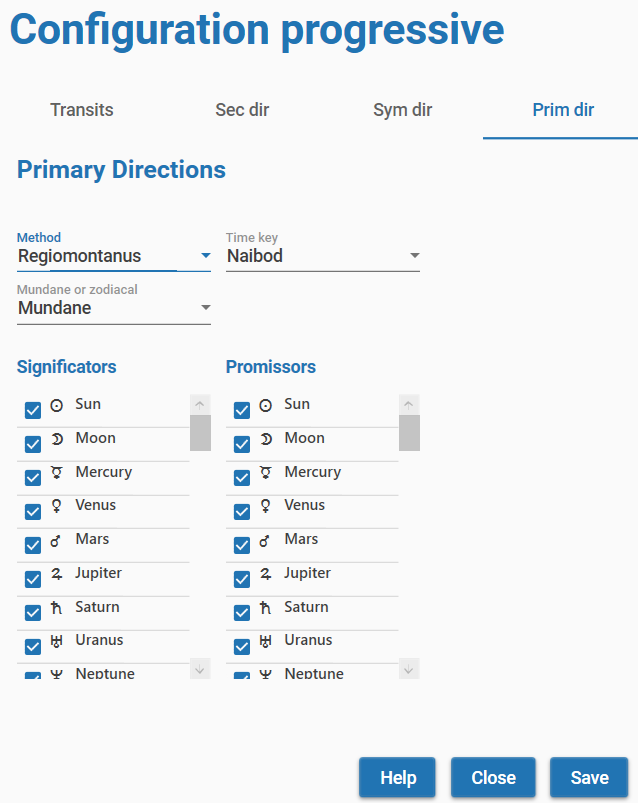 Configuration progressive
Transits Sec dir Sym dir Prim dir
Primary Directions
Method Time key
Regiomontanus Naibod
Mundane or zodiacal
Mundane
Significators Promissors
Sun Sun
Moon Moon
Mercury Mercury
Venus Venus
Mars Mars
Jupiter Jupiter
Saturn Saturn
Uranus Uranus
Neptune Neptune
Help Close Save